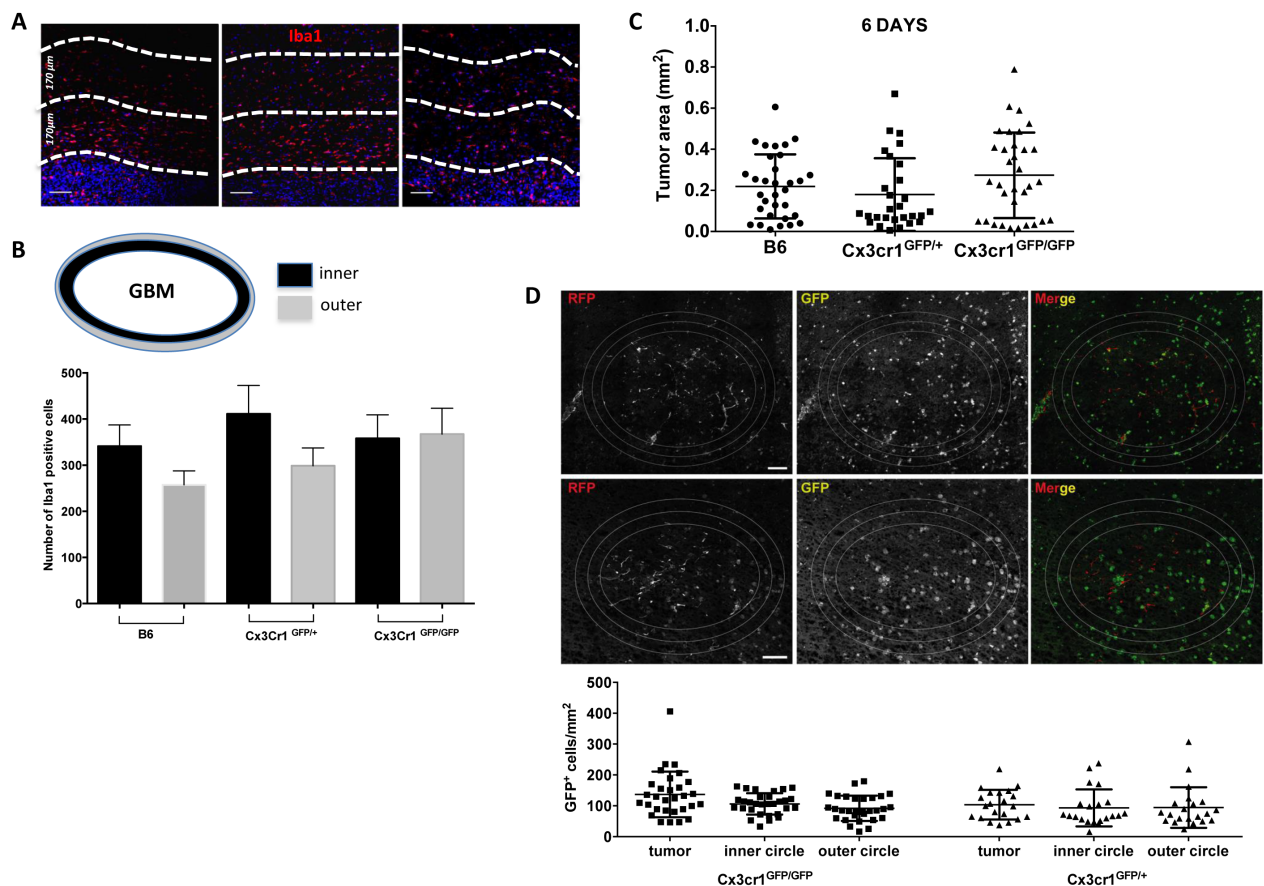 A
Iba1
170 µm
170µm
B
GBM
inner
outer
500
400
300
200
100
0
Number of Iba1 positive cells
B6
Cx3Cr1 GFP/+
Cx3Cr1 GFP/GFP
C
6 DAYS
1.0
0.8
0.6
0.4
0.2
0.0
Tumor area (mm2)
B6
Cx3cr1GFP/+
Cx3cr1GFP/GFP
D
RFP
GFP
Merge
RFP
GFP
Merge
500
400
300
200
100
0
GFP+ cells/mm2
tumor
inner circle
outer circle
tumor
inner circle
outer circle
Cx3cr1GFP/GFP
Cx3cr1GFP/+